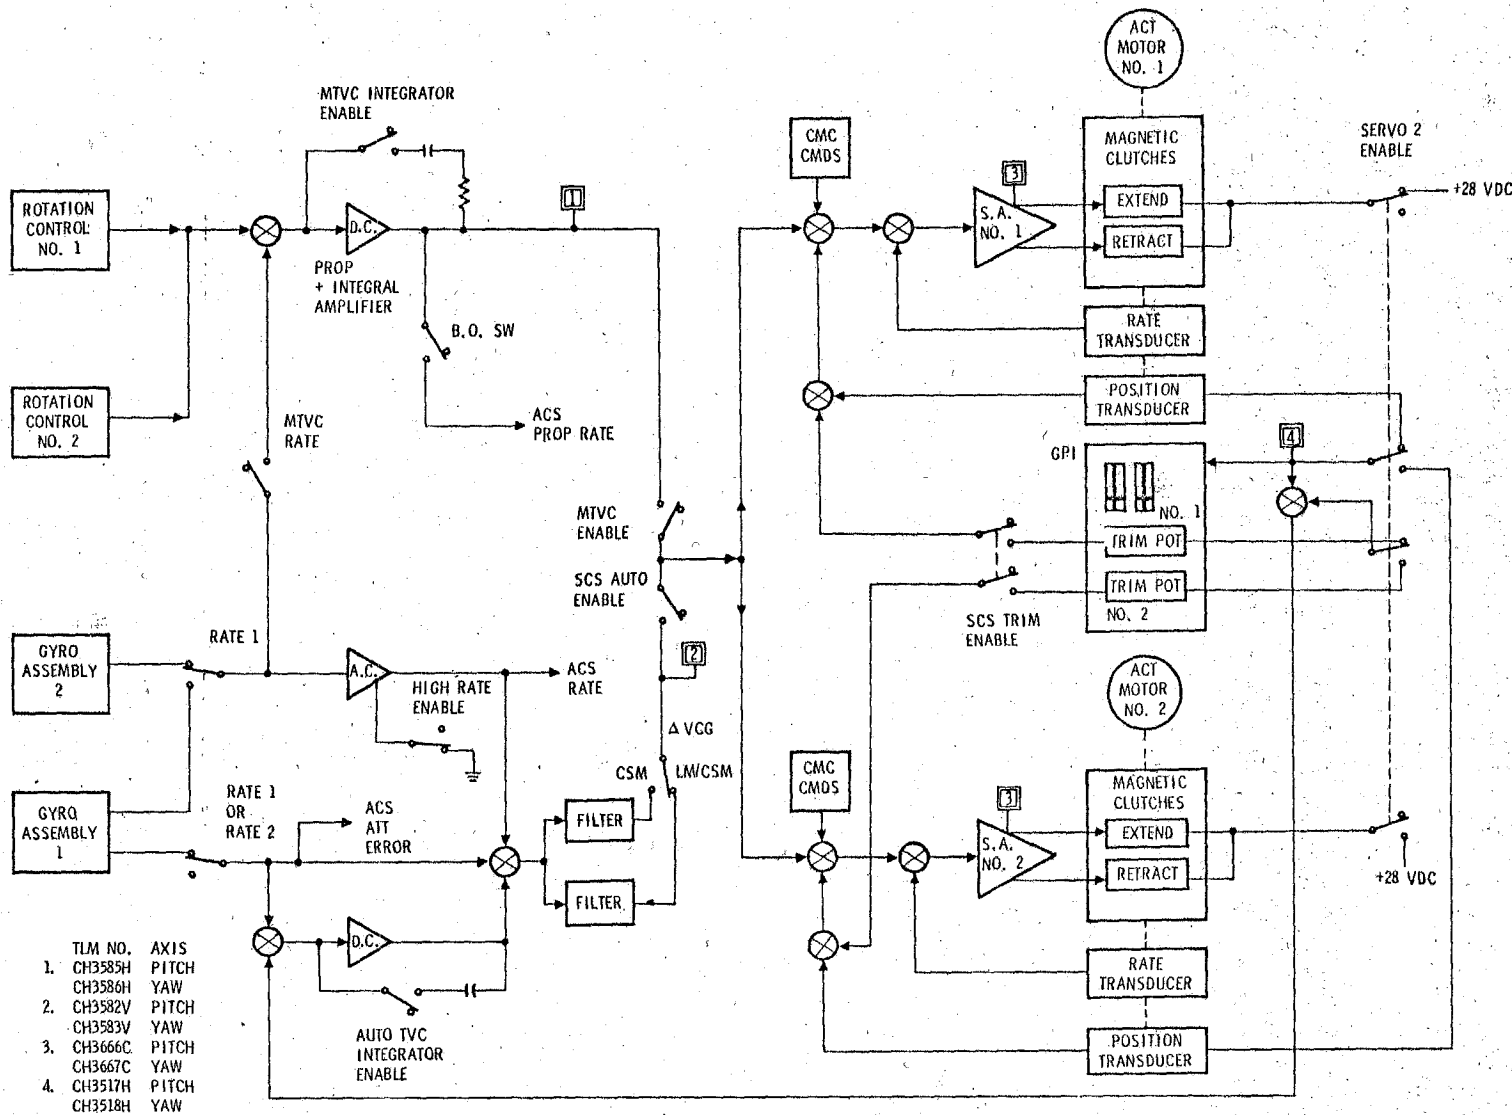 ACT
MOTOR
NO. 1
MTVC INTEGRATOR
ENABLE
CMC
CMDS
MAGNETIC
CLUTCHES
SERVO 2
ENABLE
+28 VDC
3
EXTEND
RETRACT
S.A.
NO. 1
1
ROTATION
CONTROL
NO. 1
D.C.
PROP
+ INTEGRAL
AMPLIFIER
B.O. SW
RATE
TRANSDUCER
POSITION
TRANSDUCER
ROTATION
CONTROL
NO. 2
MTVC
RATE
ACS
PROP RATE
4
GPI
NO. 1
TRIM POT
TRIM POT
NO. 2
MTVC
ENABLE
SCS AUTO
ENABLE
SCS TRIM
ENABLE
RATE 1
GYRO
ASSEMBLY
2
A.C.
HIGH RATE
ENABLE
ACS
RATE
2
ACT
MOTOR
NO. 2
Δ VCG
CSM
LM/CSM
CMC
CMDS
MAGNETIC
CLUTCHES
3
EXTEND
RETRACT
S.A.
NO. 2
+28 VDC
GYRO
ASSEMBLY
1
RATE 1
OR
RATE 2
ACS
ATT
ERROR
FILTER
FILTER
D.C.
AUTO TVC
INTEGRATOR
ENABLE
RATE
TRANSDUCER
POSITION
TRANSDUCER
TLM NO. AXIS
1. CH3585H PITCH
CH3586H YAW
2. CH3582V PITCH
CH3583V YAW
3. CH3666C PITCH
CH3667C YAW
4. CH3517H PITCH
CH3518H YAW